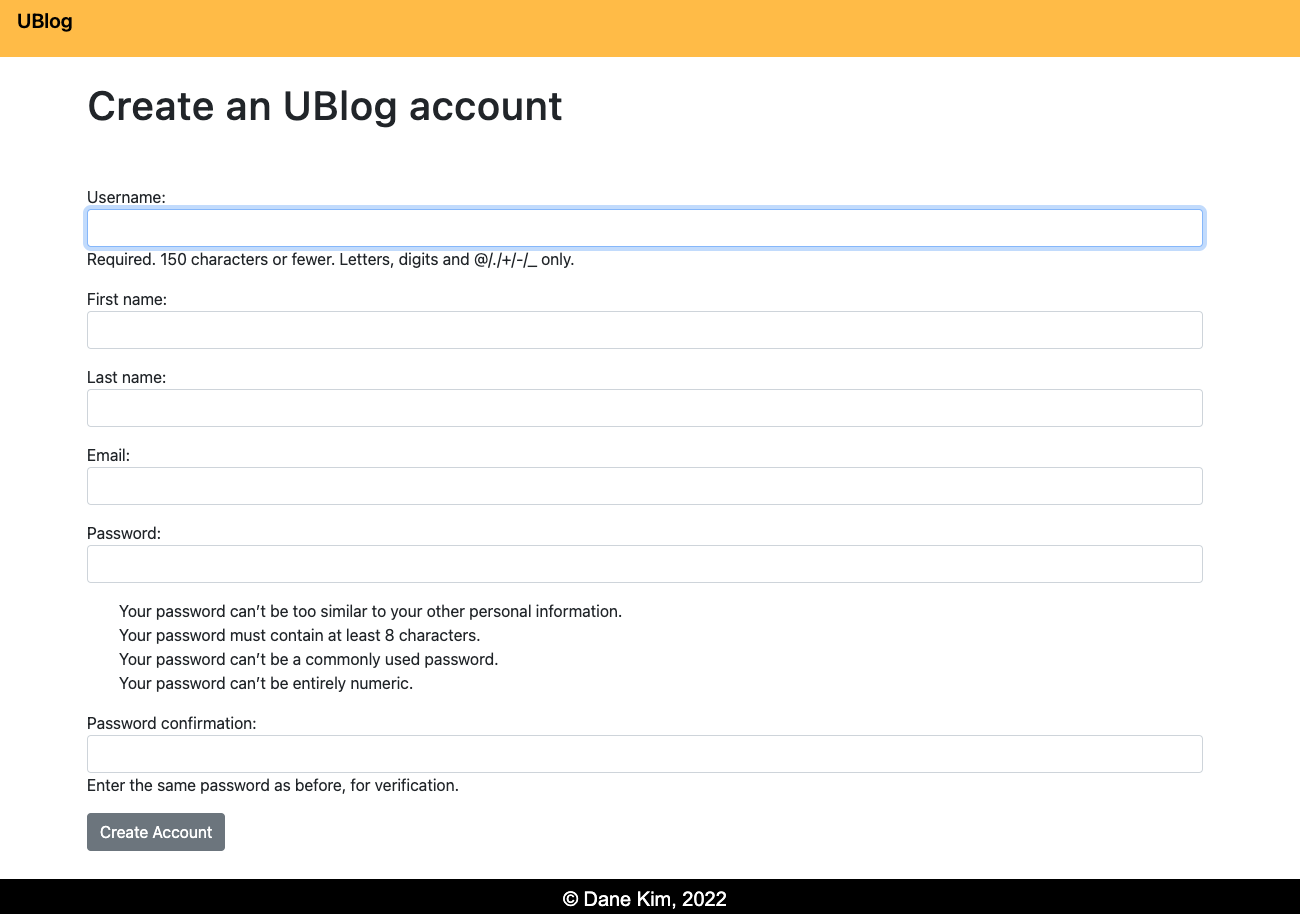 UBlog
Create an UBlog account
Username:
Required. 150 characters or fewer. Letters, digits and @/./+/-/_ only.
First name:
Last name:
Email:
Password:
Your password can’t be too similar to your other personal information.
Your password must contain at least 8 characters.
Your password can’t be a commonly used password.
Your password can’t be entirely numeric.
Password confirmation:
Enter the same password as before, for verification.
Create Account
© Dane Kim, 2022